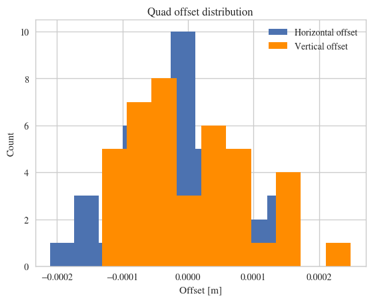 Quad offset distribution
Horizontal offset
Vertical offset
Count
10
8
6
4
2
0
−0.0002
−0.0001
0.0000
0.0001
0.0002
Offset [m]